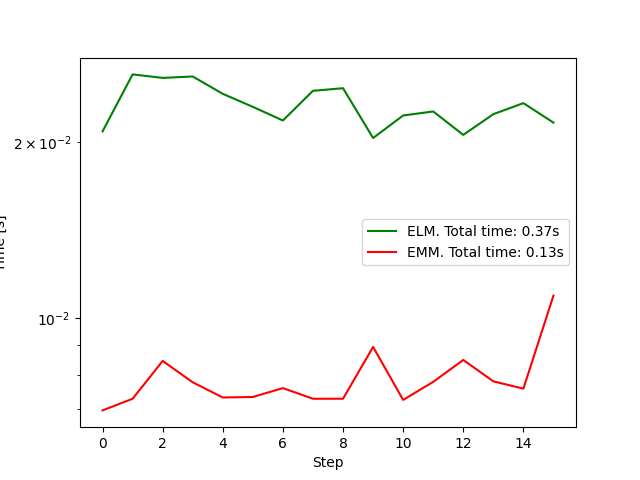 2 × 10⁻²
10⁻²
Time [s]
ELM. Total time: 0.37s
EMM. Total time: 0.13s
0 2 4 6 8 10 12 14
Step